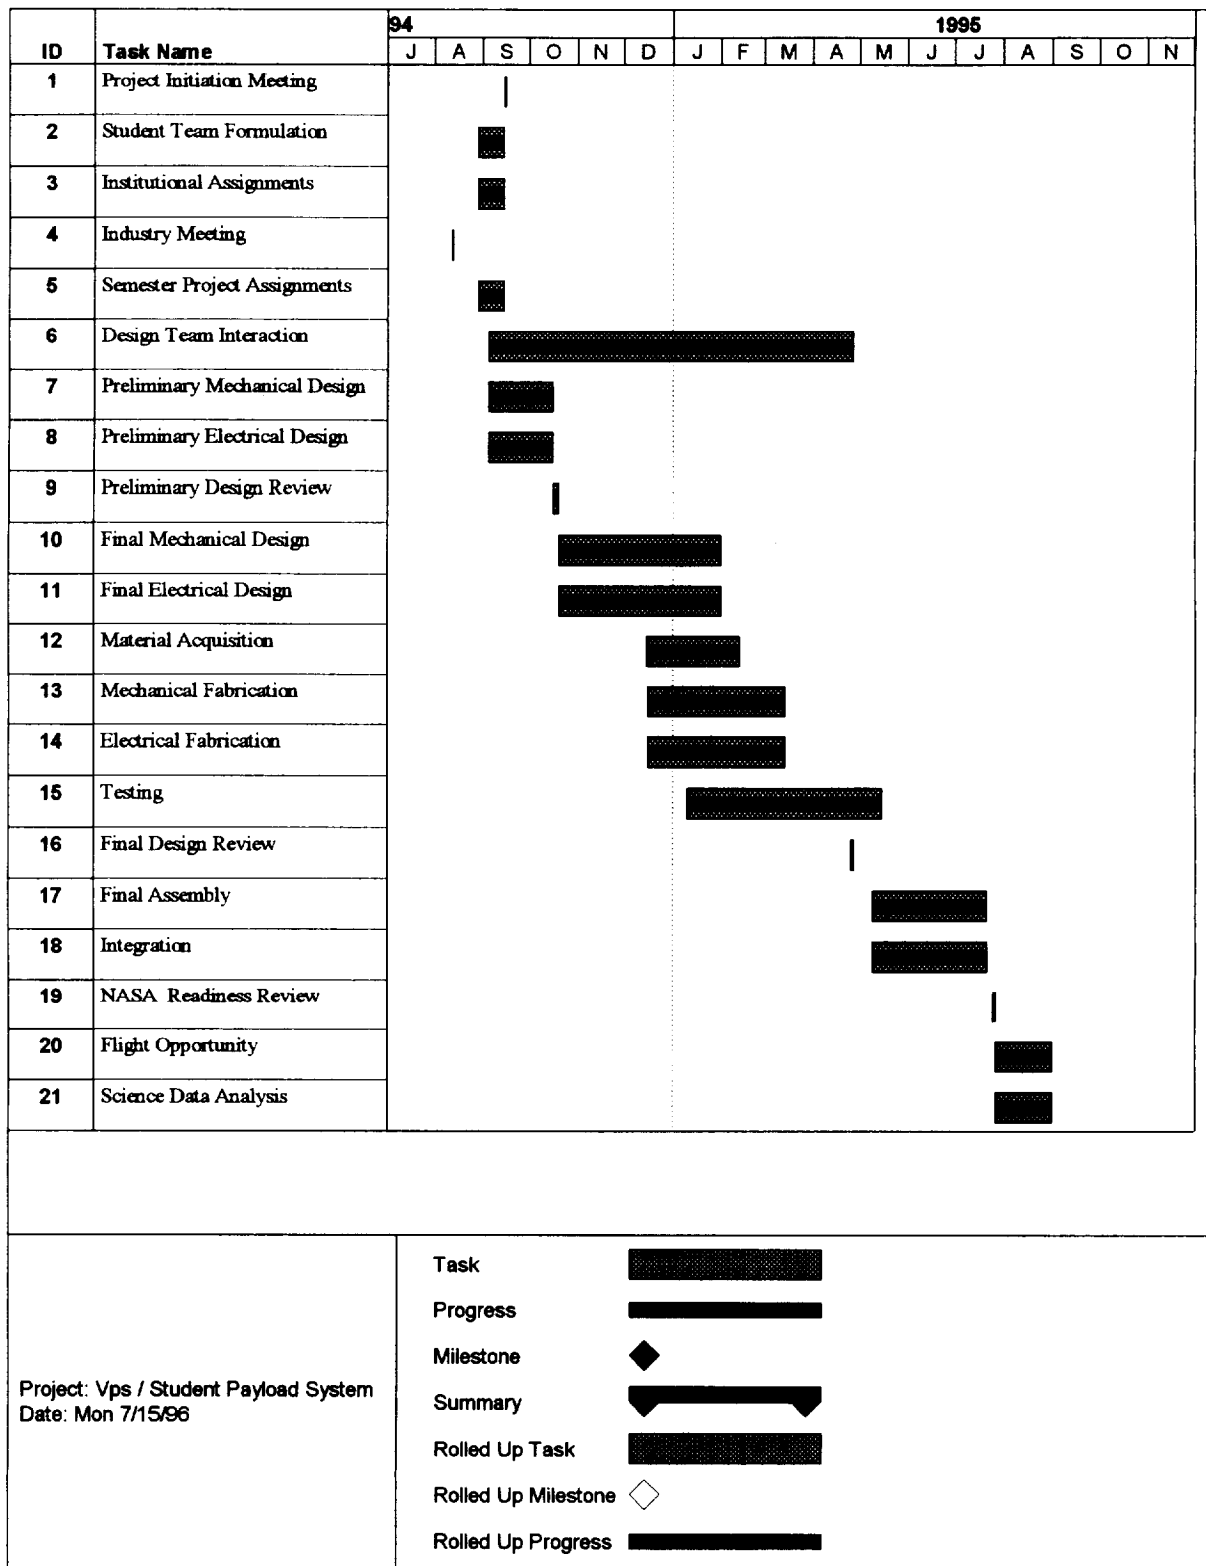 94 1995
ID Task Name J A S O N D J F M A M J J A S O N
1 Project Initiation Meeting
2 Student Team Formulation
3 Institutional Assignments
4 Industry Meeting
5 Semester Project Assignments
6 Design Team Interaction
7 Preliminary Mechanical Design
8 Preliminary Electrical Design
9 Preliminary Design Review
10 Final Mechanical Design
11 Final Electrical Design
12 Material Acquisition
13 Mechanical Fabrication
14 Electrical Fabrication
15 Testing
16 Final Design Review
17 Final Assembly
18 Integration
19 NASA Readiness Review
20 Flight Opportunity
21 Science Data Analysis
Project: Vps / Student Payload System
Date: Mon 7/15/96
Task
Progress
Milestone
Summary
Rolled Up Task
Rolled Up Milestone
Rolled Up Progress